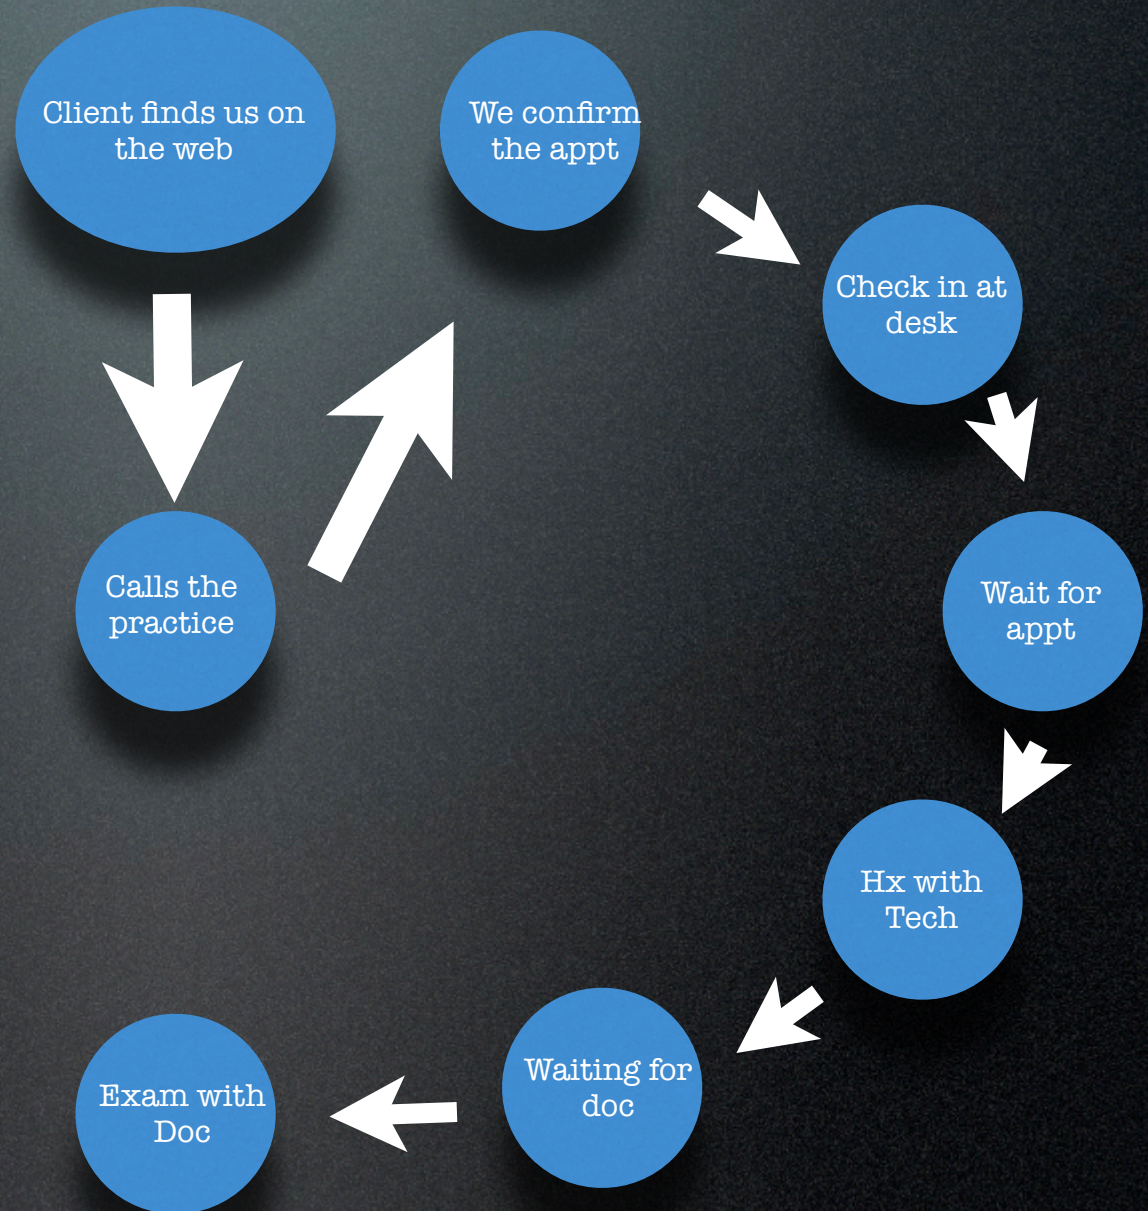 Client finds us on
the web
Calls the
practice
We confirm
the appt
Check in at
desk
Wait for
appt
Hx with
Tech
Waiting for
doc
Exam with
Doc